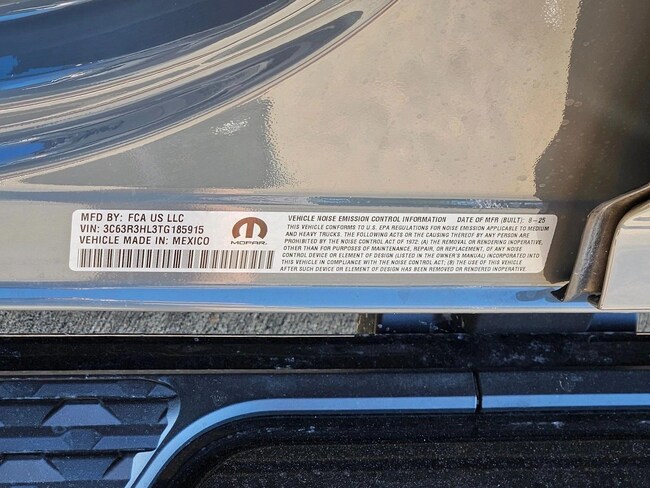 MFD BY: FCA US LLC
VIN: 3C63R3HL3TG185915
VEHICLE MADE IN: MEXICO
MOPAR
VEHICLE NOISE EMISSION CONTROL INFORMATION DATE OF MFR (BUILT): 8-25
THIS VEHICLE CONFORMS TO U.S. EPA REGULATIONS FOR NOISE EMISSION APPLICABLE TO MEDIUM
AND HEAVY TRUCKS. THE FOLLOWING ACTS OR THE CAUSING THEREOF BY ANY PERSON
PROHIBITED BY THE NOISE CONTROL ACT OF 1972: (A) THE REMOVAL OR RENDERING INOPERATIVE,
OTHER THAN FOR PURPOSES OF MAINTENANCE, REPAIR, OR REPLACEMENT, OF ANY NOISE
CONTROL DEVICE OR ELEMENT OF DESIGN (LISTED IN THE OWNER'S MANUAL) INCORPORATED INTO
THIS VEHICLE IN COMPLIANCE WITH THE NOISE CONTROL ACT; (B) THE USE OF THIS VEHICLE
AFTER SUCH DEVICE OR ELEMENT OF DESIGN HAS BEEN REMOVED OR RENDERED INOPERATIVE.